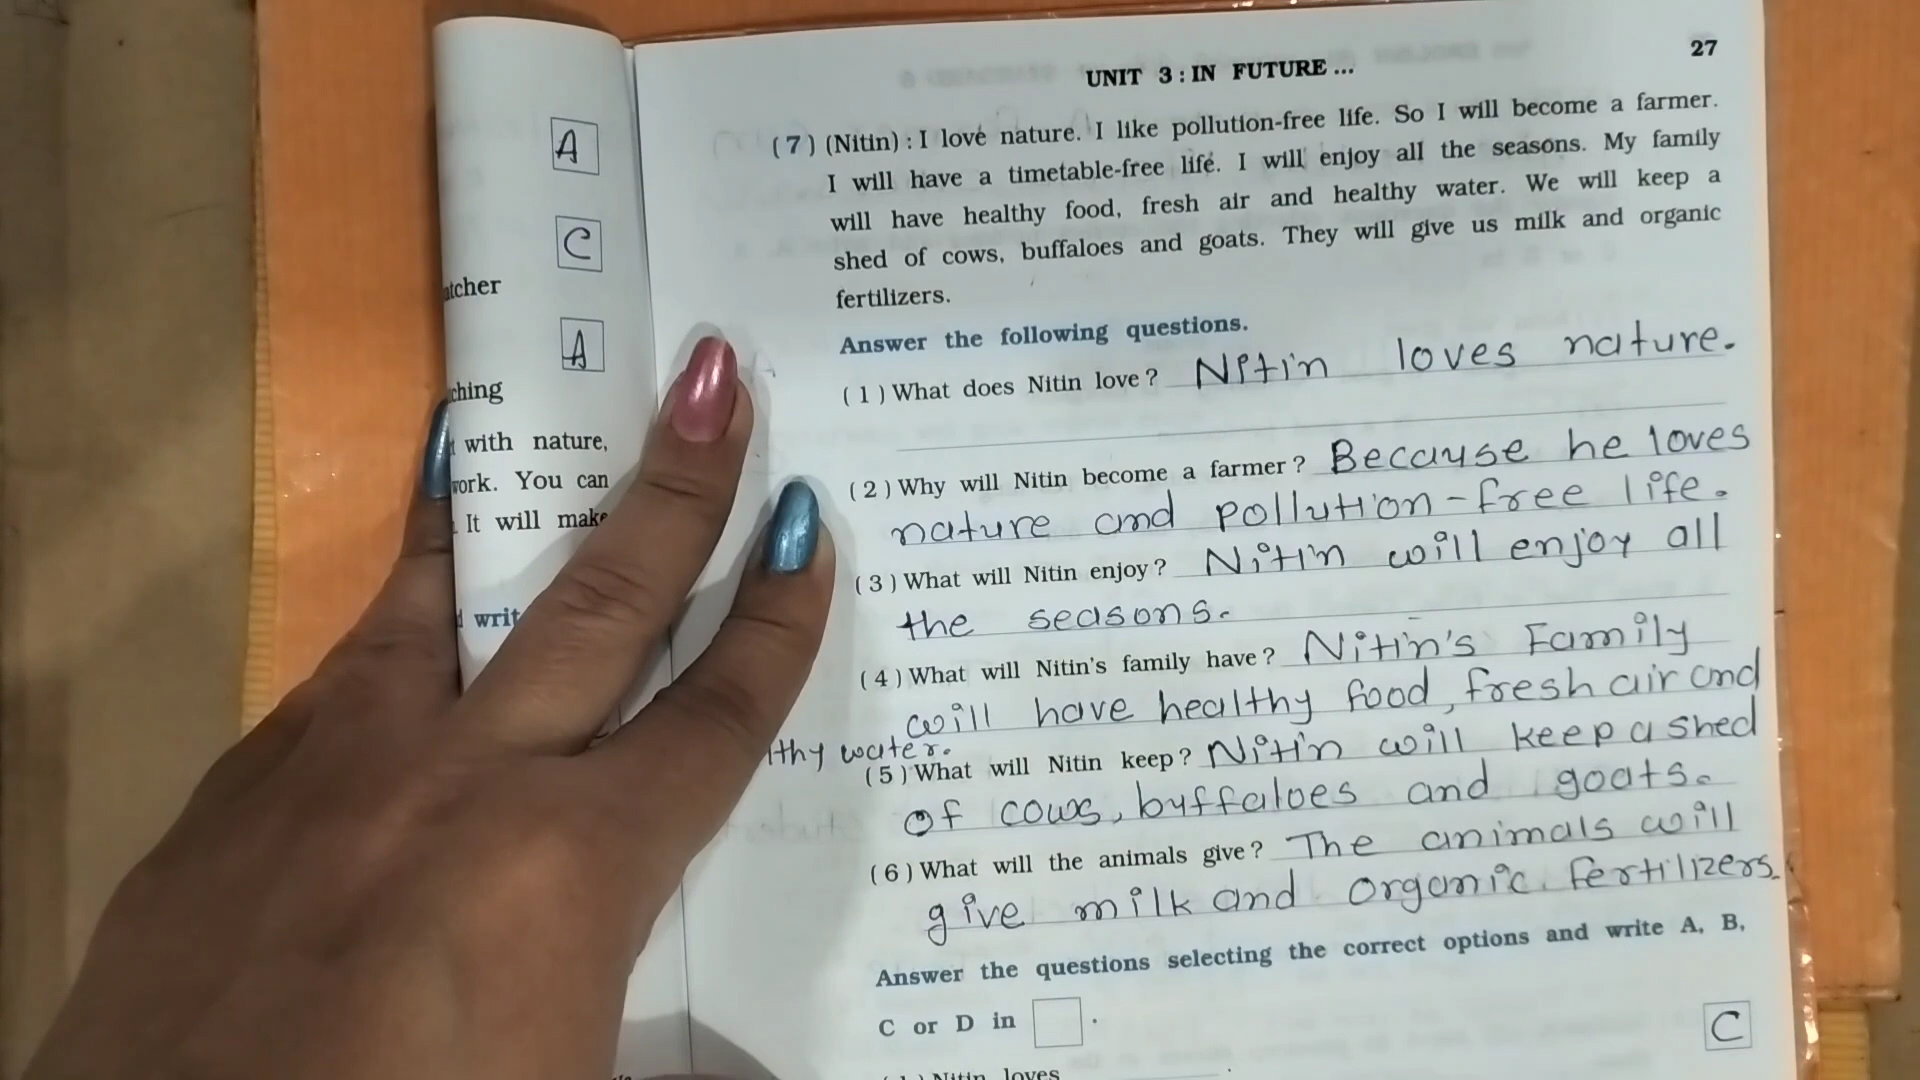 A
C
A
with nature,
You can
It will make
writ
27
UNIT 3 : IN FUTURE ...
( 7 ) (Nitin) : I love nature. I like pollution-free life. So I will become a farmer.
I will have a timetable-free life. I will enjoy all the seasons. My family
will have healthy food, fresh air and healthy water. We will keep a
shed of cows, buffaloes and goats. They will give us milk and organic
fertilizers.
Answer the following questions.
( 1 ) What does Nitin love ? Nitin loves nature.
( 2 ) Why will Nitin become a farmer ? Because he loves
nature and pollution-free life.
( 3 ) What will Nitin enjoy ? Nitin will enjoy all
the seasons.
( 4 ) What will Nitin's family have ? Nitin's Family
will have healthy food, fresh air and
thy water.
( 5 ) What will Nitin keep ? Nitin will keep a shed
of cows, buffaloes and goats.
( 6 ) What will the animals give ? The animals will
give milk and organic fertilizers.
Answer the questions selecting the correct options and write A, B,
C or D in .
C
Nitin loves